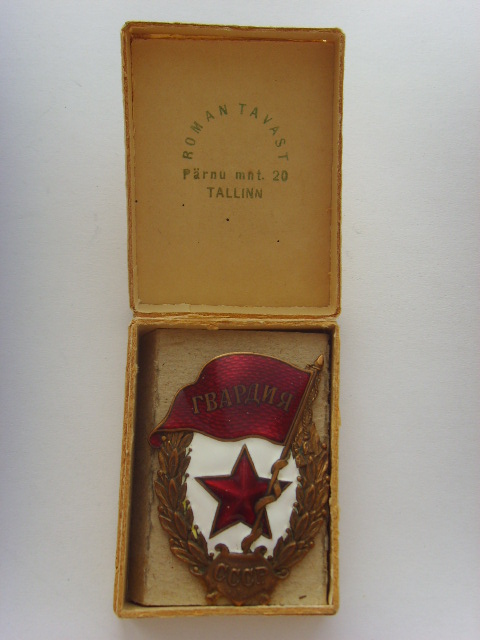 ROMAN TAVAST
Pärnu mnt. 20
TALLINN
ГВАРДИЯ
СССР